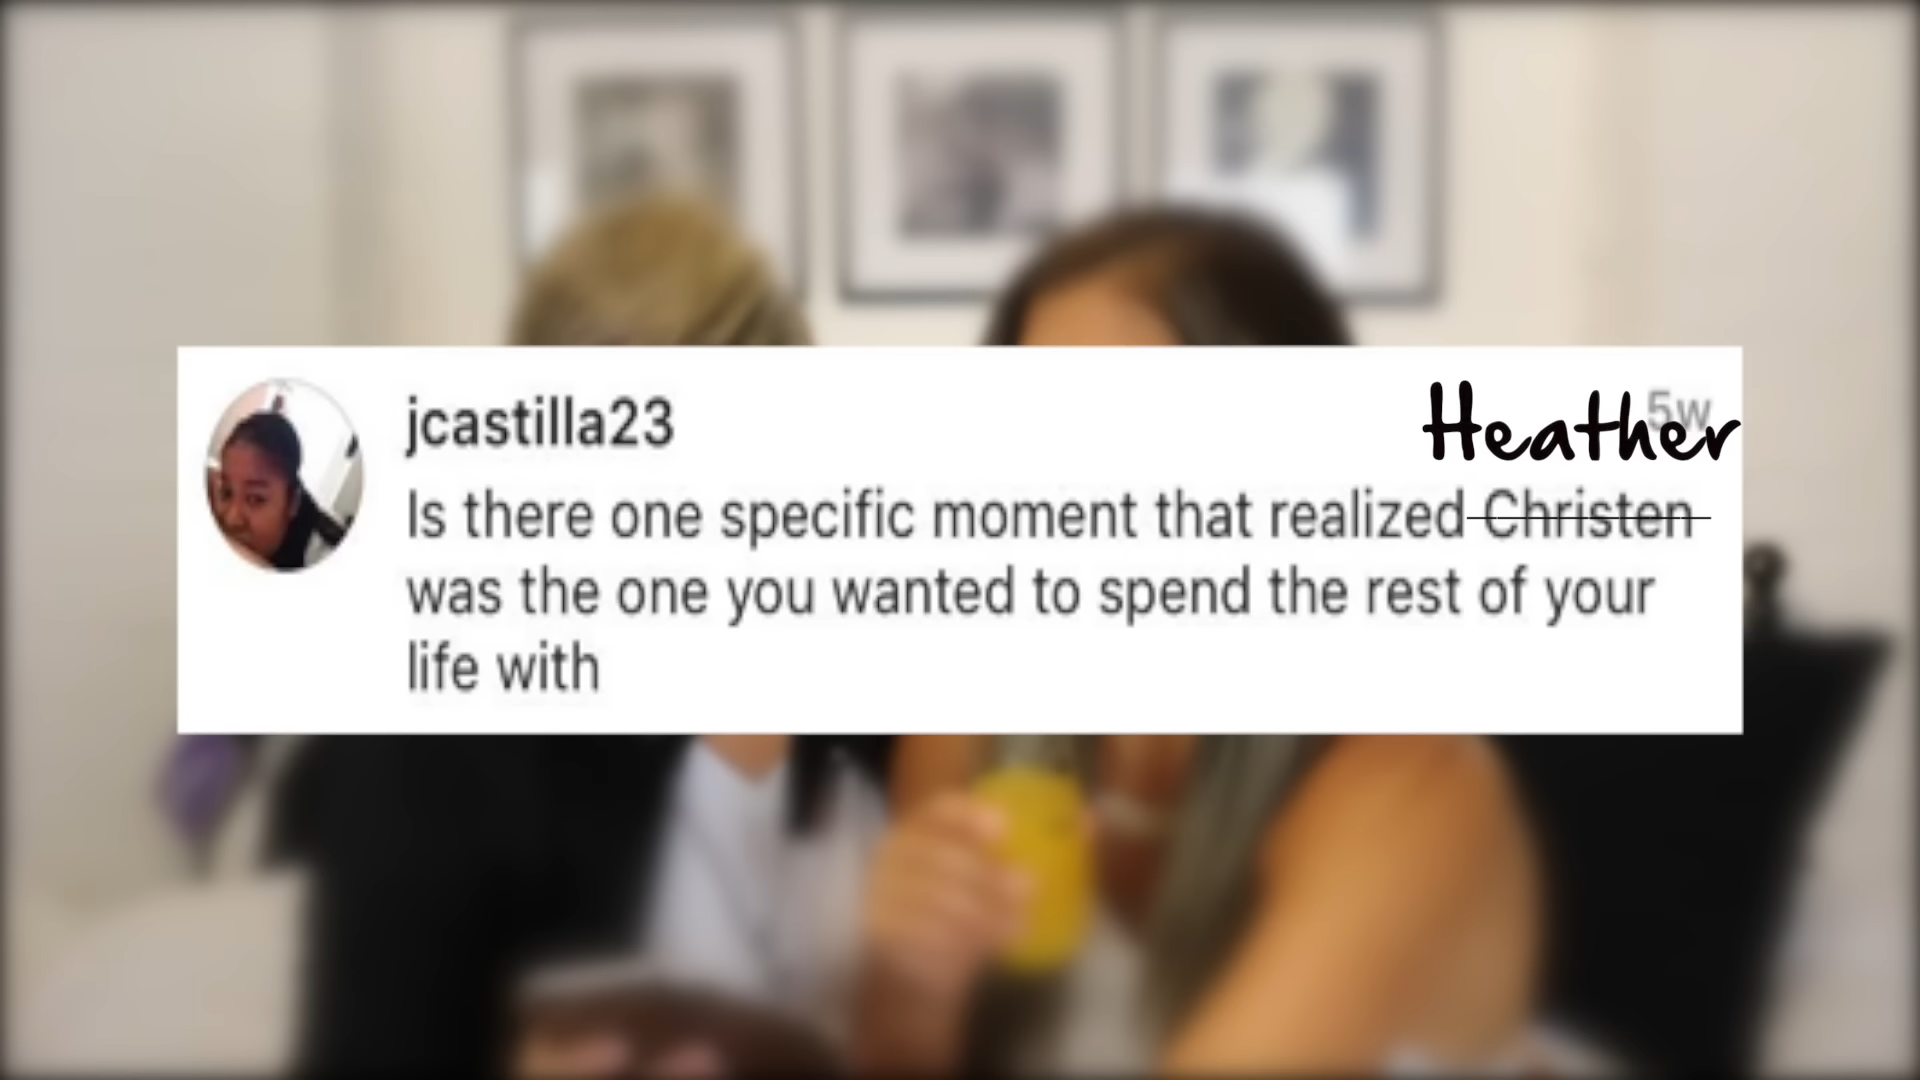 jcastilla23
5w
Heather
Is there one specific moment that realized Christen
was the one you wanted to spend the rest of your
life with